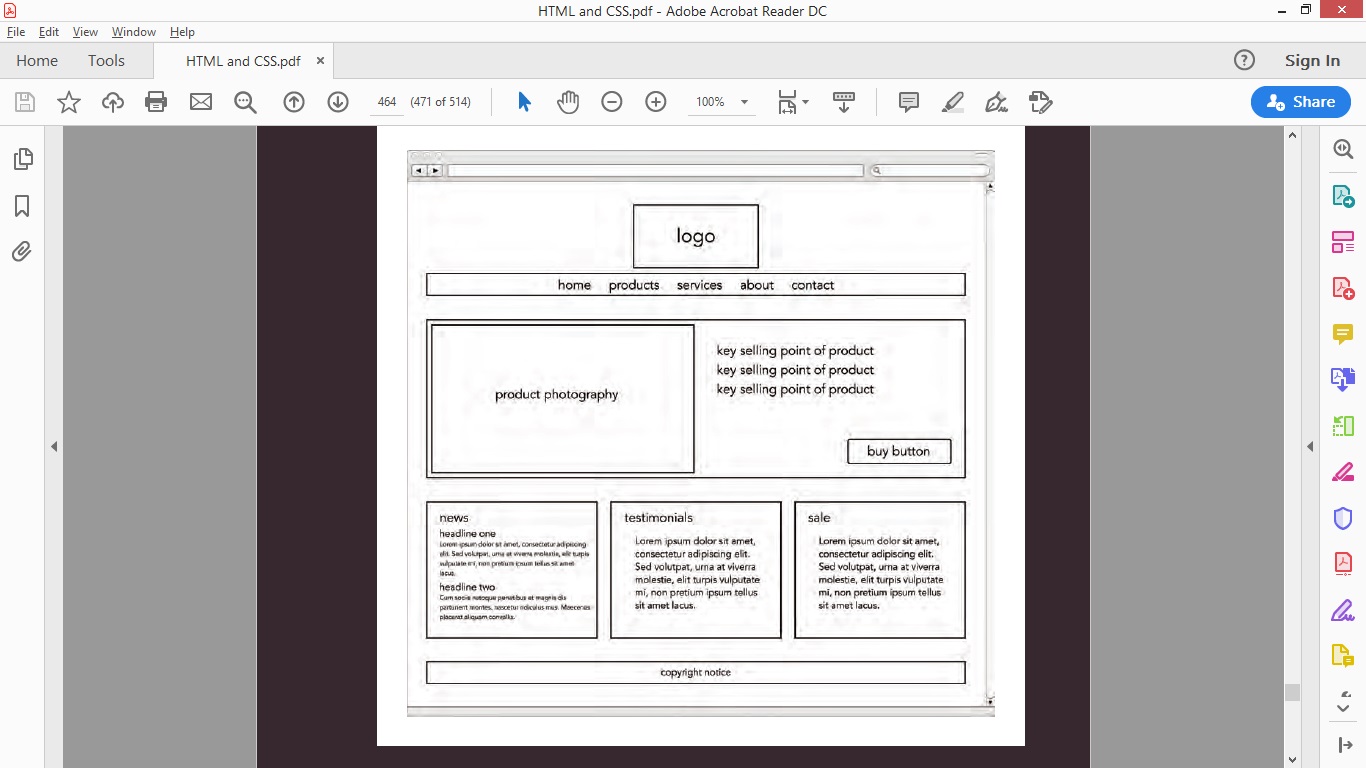 HTML and CSS.pdf - Adobe Acrobat Reader DC
File Edit View Window Help
Home Tools HTML and CSS.pdf × ? Sign In
464 (471 of 514) 100% Share
logo
home products services about contact
product photography
key selling point of product
key selling point of product
key selling point of product
buy button
news
headline one
Lorem ipsum dolor sit amet, consectetur adipiscing
elit. Sed volutpat, urna at viverra molestie, elit turpis
vulputate mi, non pretium ipsum tellus sit amet
lacus.
headline two
Cum sociis natoque penatibus et magnis dis
parturient montes, nascetur ridiculus mus. Maecenas
placerat aliquam convallis.
testimonials
Lorem ipsum dolor sit amet,
consectetur adipiscing elit.
Sed volutpat, urna at viverra
molestie, elit turpis vulputate
mi, non pretium ipsum tellus
sit amet lacus.
sale
Lorem ipsum dolor sit amet,
consectetur adipiscing elit.
Sed volutpat, urna at viverra
molestie, elit turpis vulputate
mi, non pretium ipsum tellus
sit amet lacus.
copyright notice